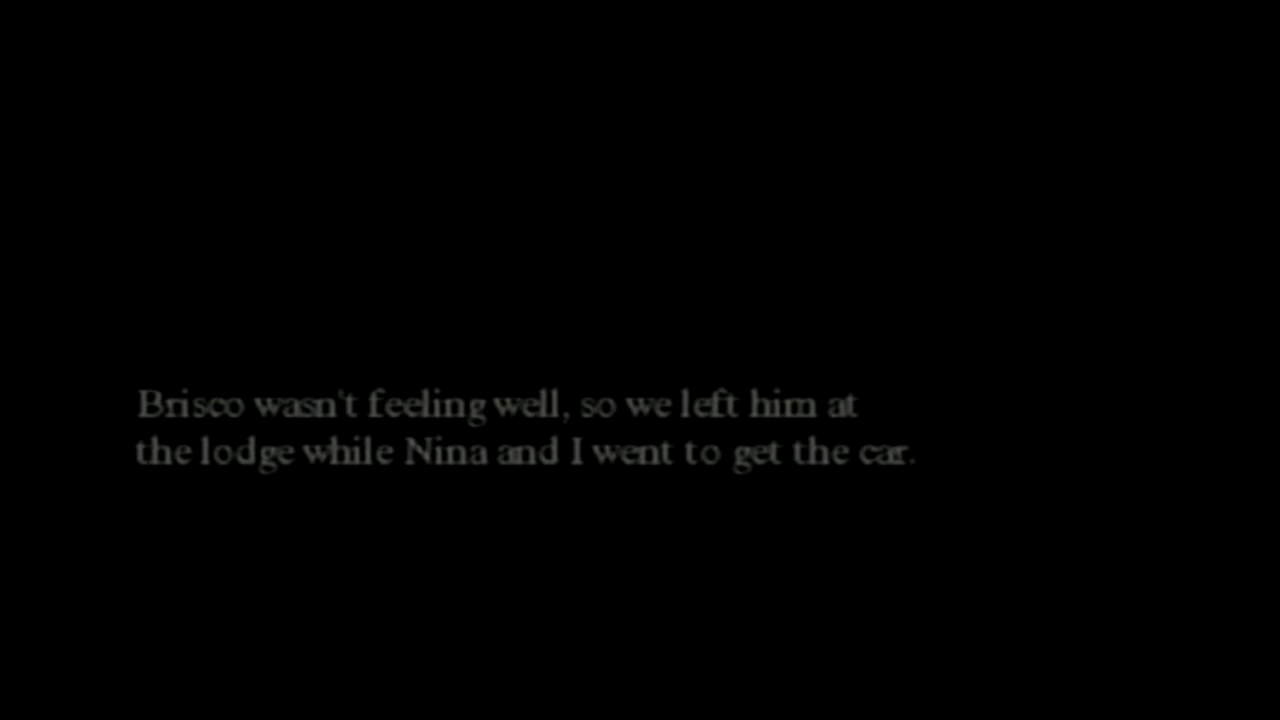 Brisco wasn't feeling well, so we left him at
the lodge while Nina and I went to get the car.